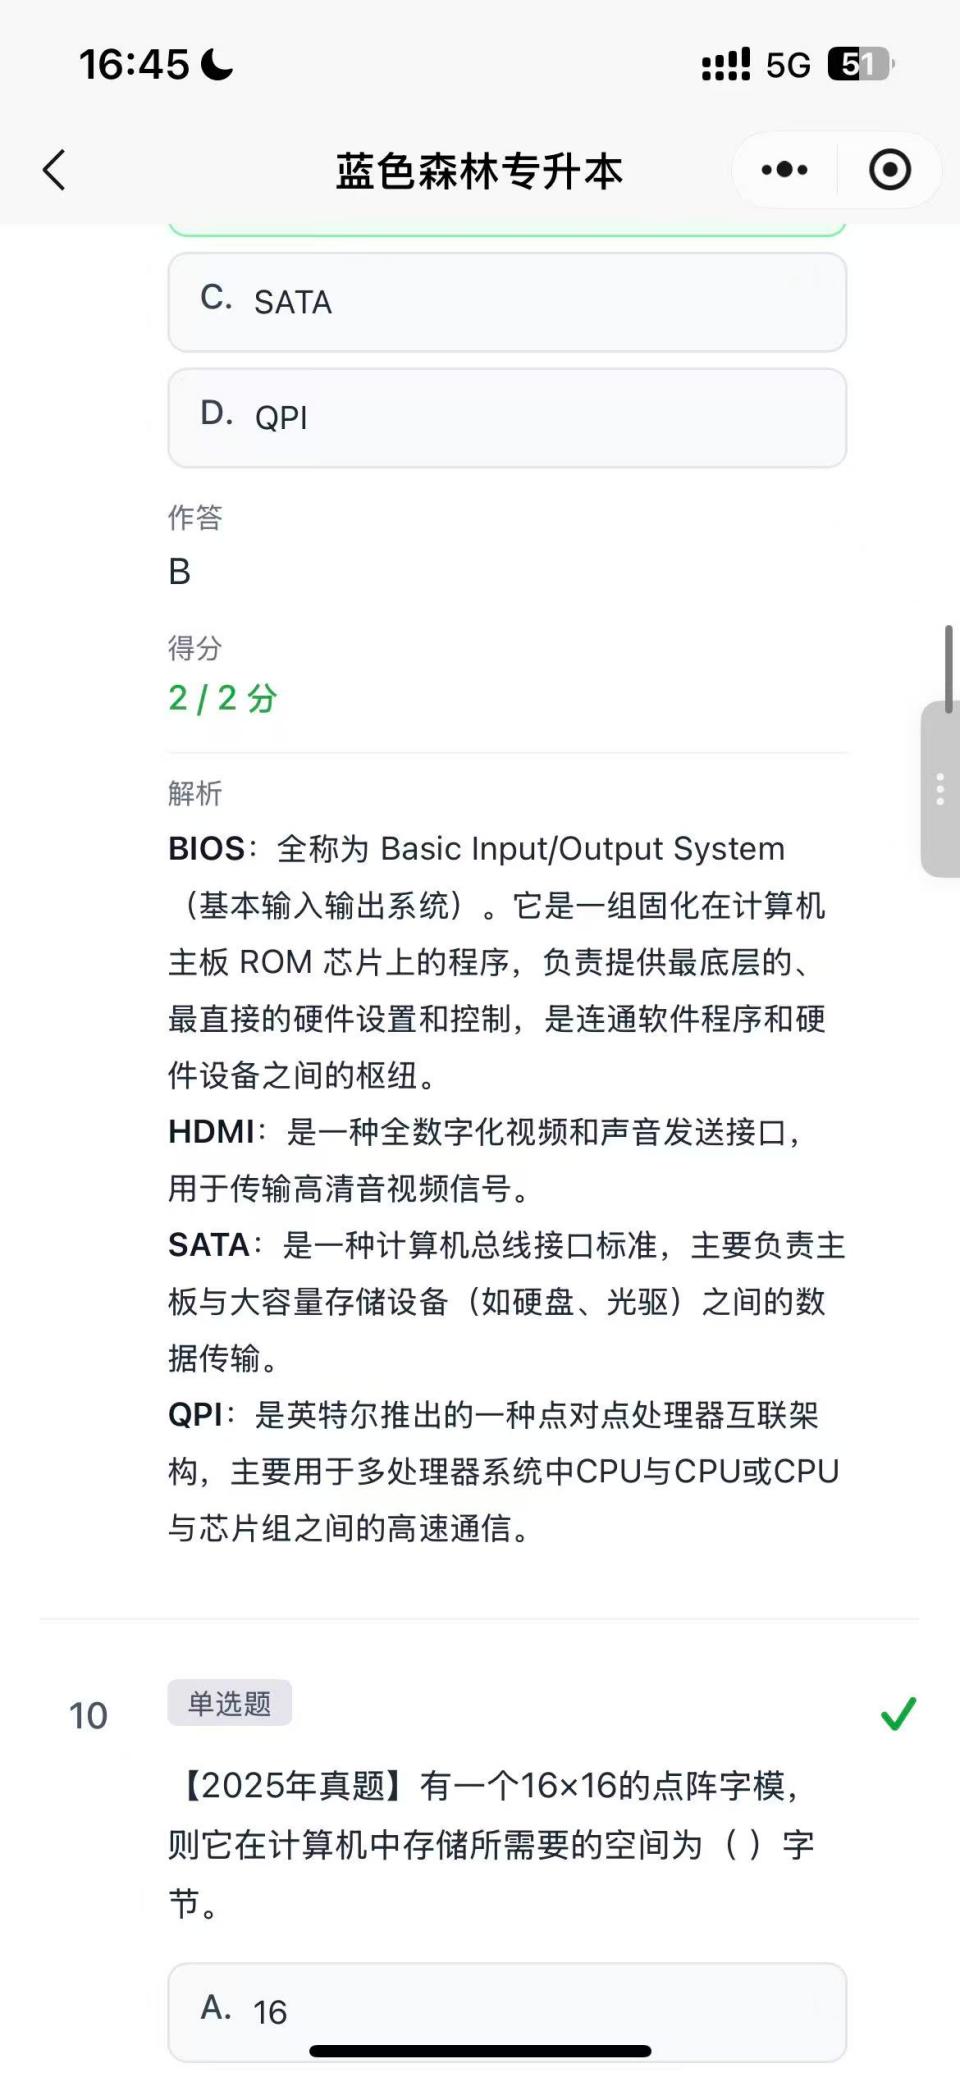 16:45
5G
51
蓝色森林专升本
C. SATA
D. QPI
作答
B
得分
2 / 2 分
解析
BIOS：全称为 Basic Input/Output System
（基本输入输出系统）。它是一组固化在计算机
主板 ROM 芯片上的程序，负责提供最底层的、
最直接的硬件设置和控制，是连通软件程序和硬
件设备之间的枢纽。
HDMI：是一种全数字化视频和声音发送接口，
用于传输高清音视频信号。
SATA：是一种计算机总线接口标准，主要负责主
板与大容量存储设备（如硬盘、光驱）之间的数
据传输。
QPI：是英特尔推出的一种点对点处理器互联架
构，主要用于多处理器系统中CPU与CPU或CPU
与芯片组之间的高速通信。
10
单选题
【2025年真题】有一个16×16的点阵字模，
则它在计算机中存储所需要的空间为（ ）字
节。
A. 16